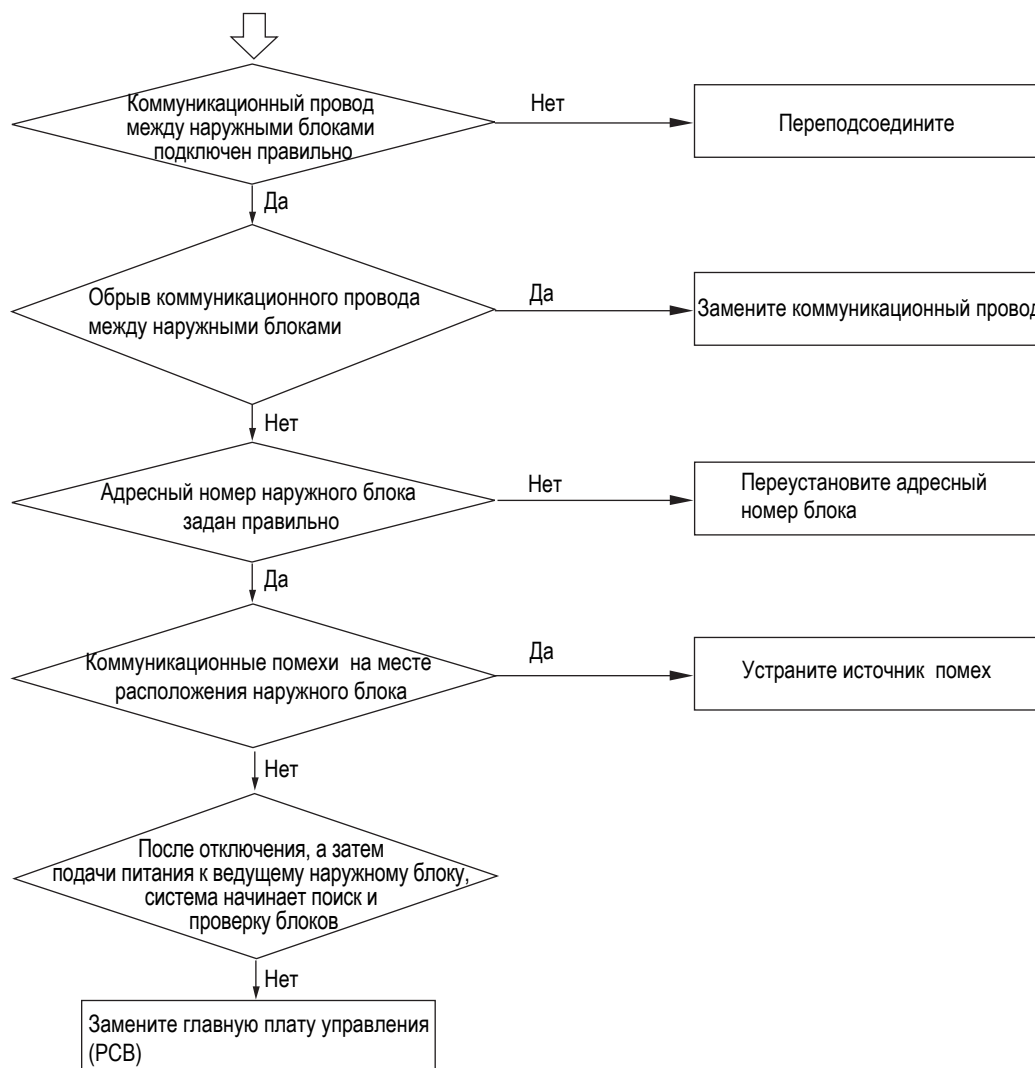 Коммуникационный провод
между наружными блоками
подключен правильно
Нет
Переподсоедините
Да
Обрыв коммуникационного провода
между наружными блоками
Да
Замените коммуникационный провод
Нет
Адресный номер наружного блока
задан правильно
Нет
Переустановите адресный
номер блока
Да
Коммуникационные помехи на месте
расположения наружного блока
Да
Устраните источник помех
Нет
После отключения, а затем
подачи питания к ведущему наружному блоку,
система начинает поиск и
проверку блоков
Нет
Замените главную плату управления
(PCB)